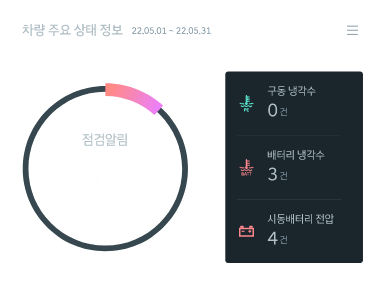 차량 주요 상태 정보 22.05.01 - 22.05.31
점검알림
구동 냉각수
0 건
PE
배터리 냉각수
3 건
BATT
시동배터리 전압
4 건